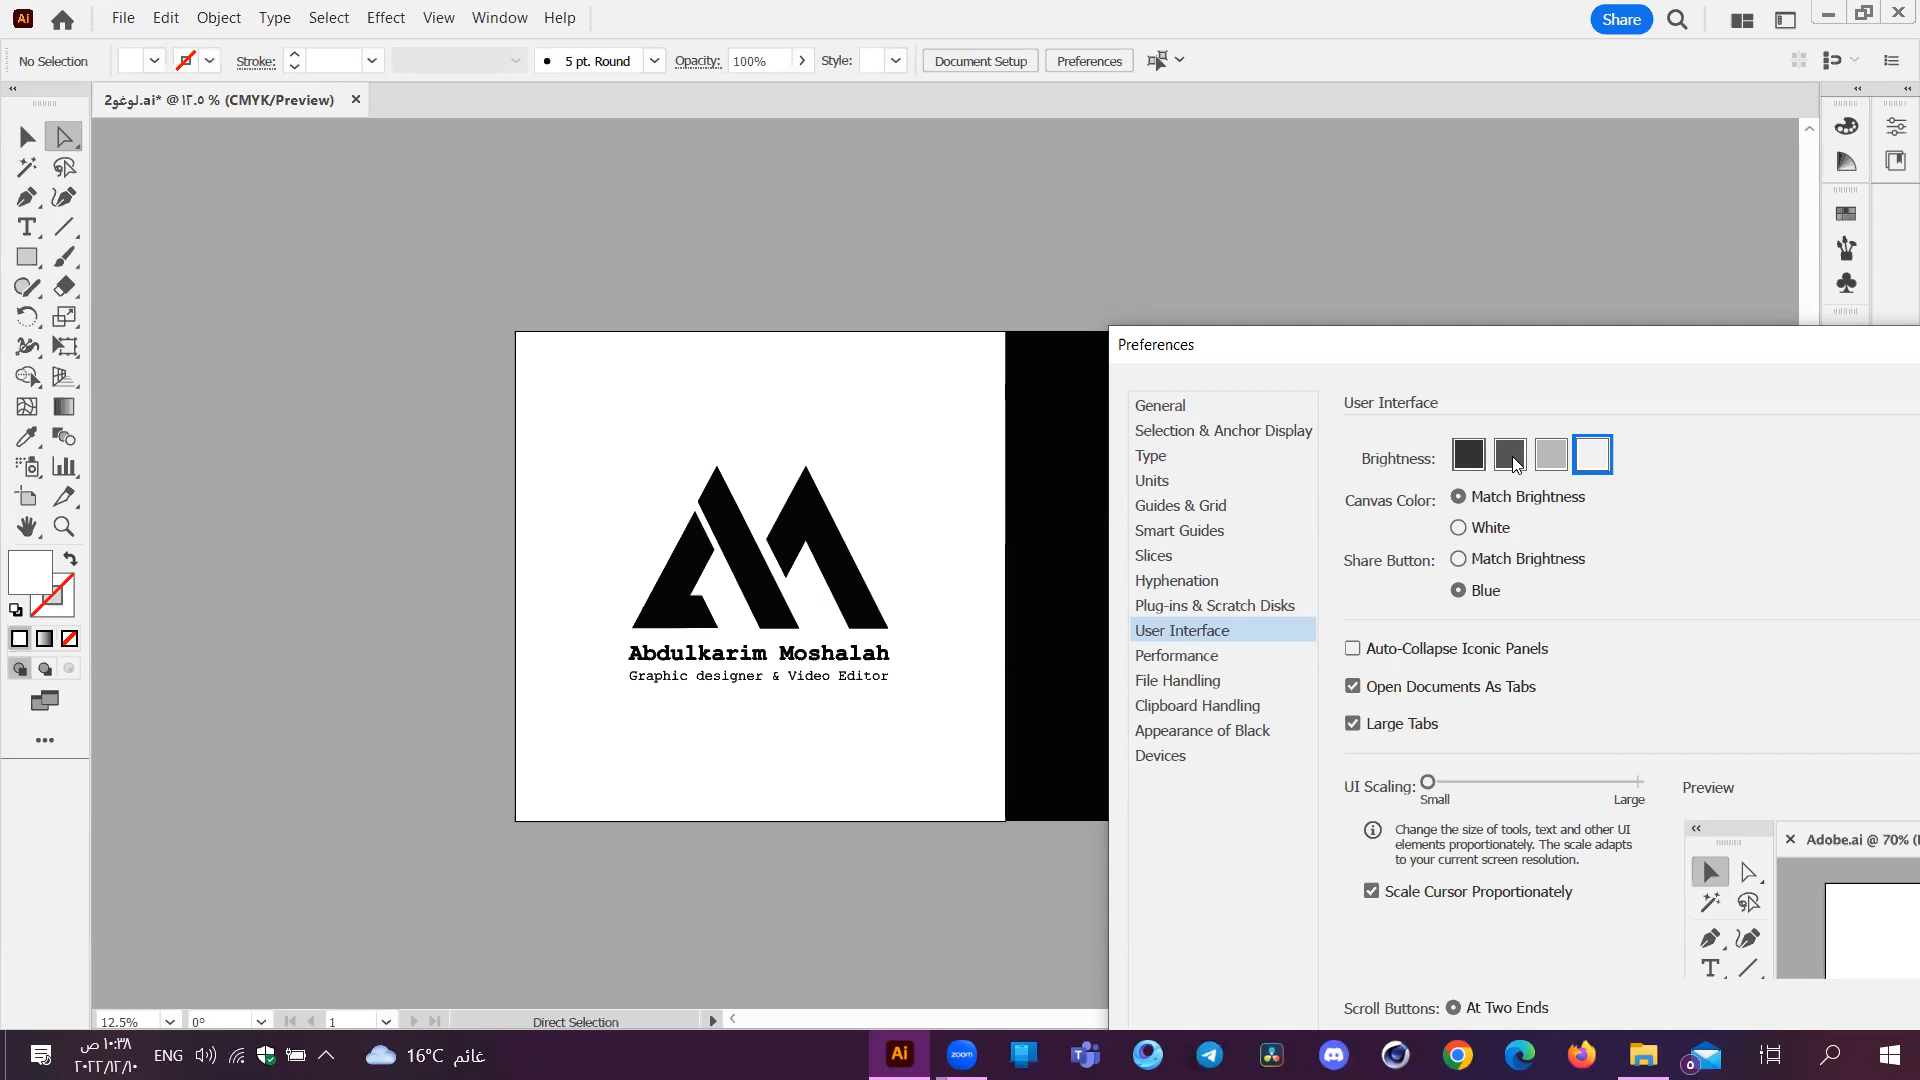 Ai File Edit Object Type Select Effect View Window Help Share
No Selection Stroke: 5 pt. Round Opacity: 100% Style: Document Setup Preferences
لوغو2.ai* @ ١٢.٥ % (CMYK/Preview)
Preferences
General
Selection & Anchor Display
Type
Units
Guides & Grid
Smart Guides
Slices
Hyphenation
Plug-ins & Scratch Disks
User Interface
Performance
File Handling
Clipboard Handling
Appearance of Black
Devices
User Interface
Brightness:
Canvas Color: Match Brightness
White
Share Button: Match Brightness
Blue
Auto-Collapse Iconic Panels
Open Documents As Tabs
Large Tabs
UI Scaling:
Small Large
Preview
Change the size of tools, text and other UI
elements proportionately. The scale adapts
to your current screen resolution.
Scale Cursor Proportionately
Adobe.ai @ 70%
Scroll Buttons: At Two Ends
Abdulkarim Moshalah
Graphic designer & Video Editor
12.5% 0° 1 Direct Selection
١٠:٣٨ ص
٢٠٢٢/١٢/١٠
ENG
16°C غائم
Ai zoom